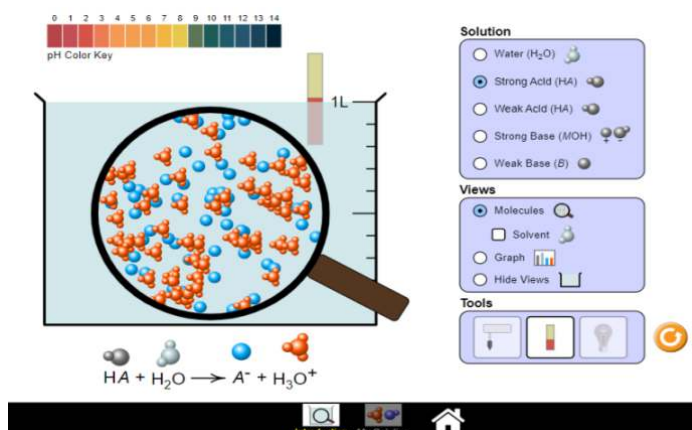 0 1 2 3 4 5 6 7 8 9 10 11 12 13 14
pH Color Key
1L
HA + H₂O → A⁻ + H₃O⁺
Solution
Water (H₂O)
Strong Acid (HA)
Weak Acid (HA)
Strong Base (MOH)
+ -
Weak Base (B)
Views
Molecules
Solvent
Graph
Hide Views
Tools